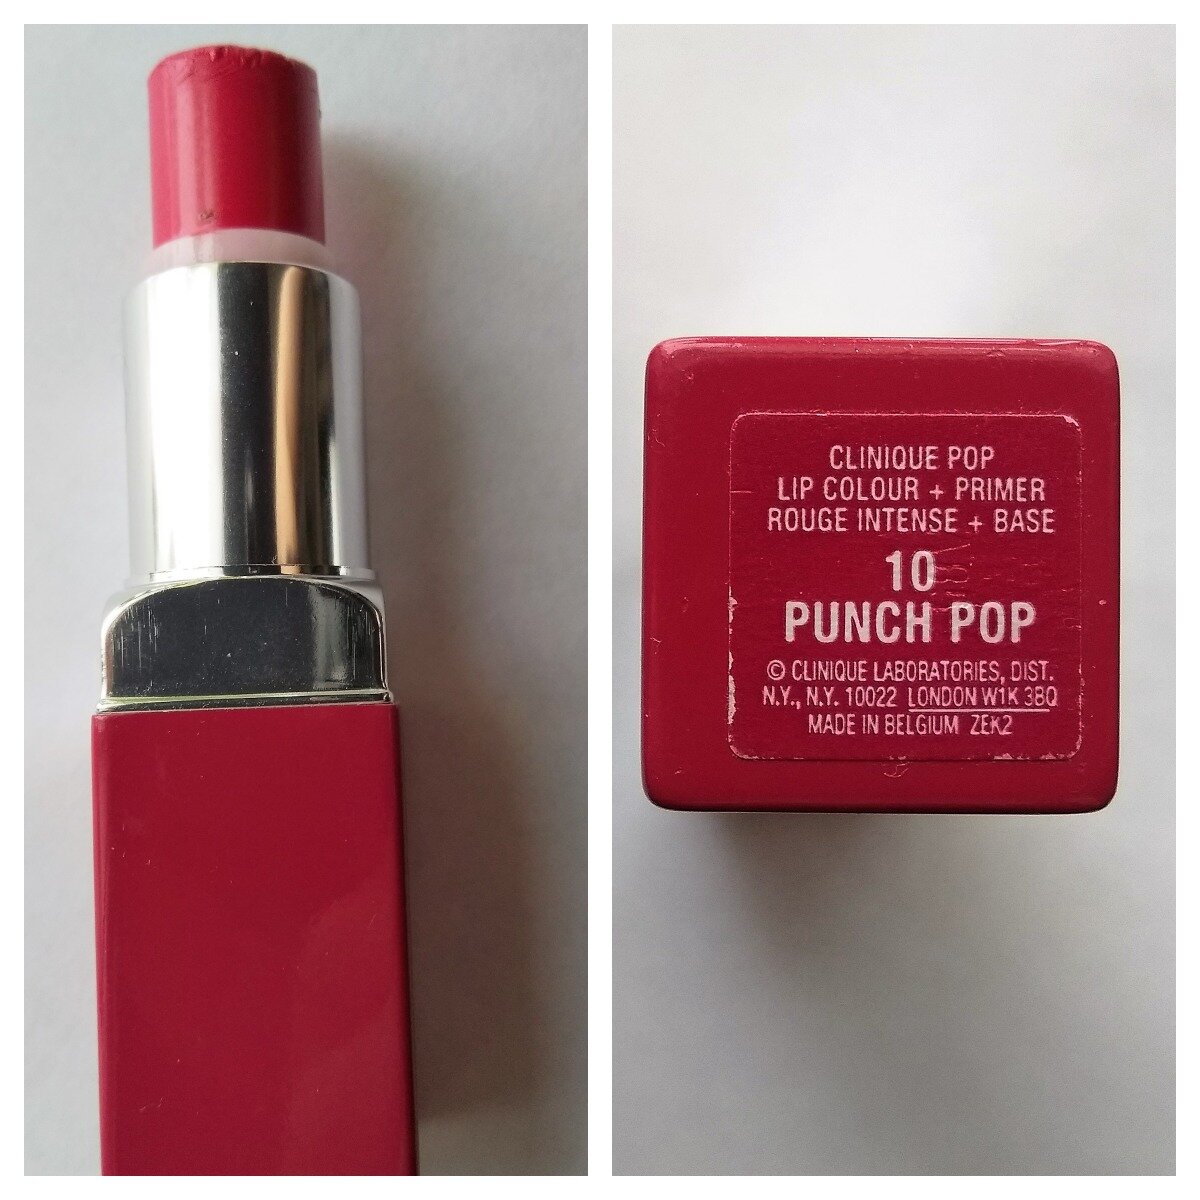 CLINIQUE POP
LIP COLOUR + PRIMER
ROUGE INTENSE + BASE
10
PUNCH POP
© CLINIQUE LABORATORIES, DIST.
N.Y., N.Y. 10022 LONDON W1K 3BQ
MADE IN BELGIUM ZEK2